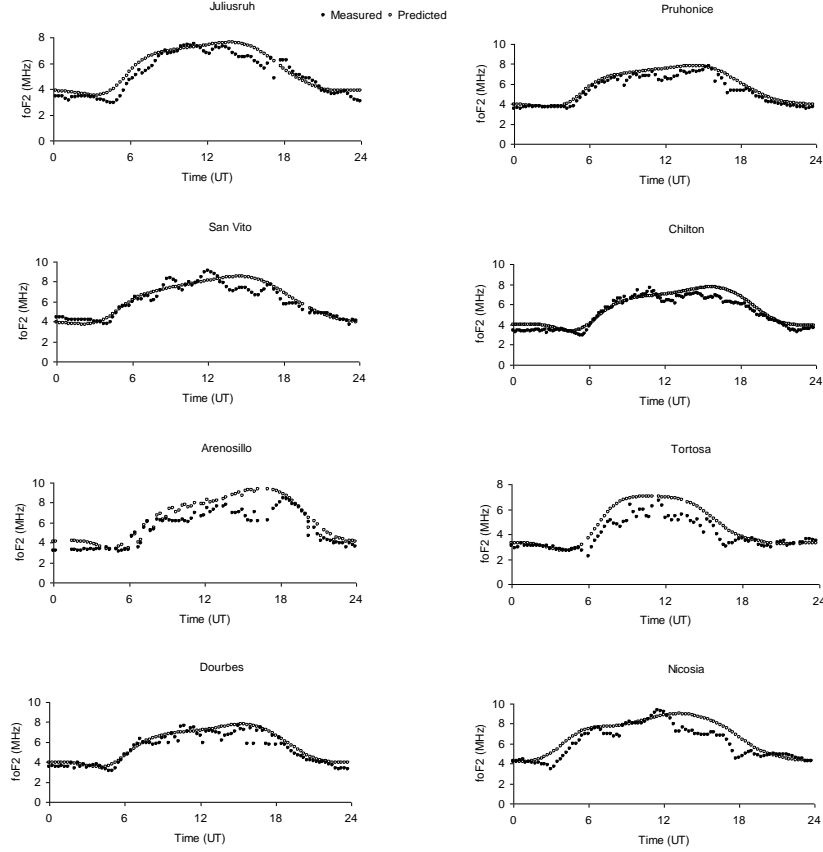 Juliusruh
Measured Predicted
8
6
4
2
0
foF2 (MHz)
0 6 12 18 24
Time (UT)
Pruhonice
10
8
6
4
2
0
foF2 (MHz)
0 6 12 18 24
Time (UT)
San Vito
10
8
6
4
2
0
foF2 (MHz)
0 6 12 18 24
Time (UT)
Chilton
10
8
6
4
2
0
foF2 (MHz)
0 6 12 18 24
Time (UT)
Arenosillo
10
8
6
4
2
0
foF2 (MHz)
0 6 12 18 24
Time (UT)
Tortosa
8
6
4
2
0
foF2 (MHz)
0 6 12 18 24
Time (UT)
Dourbes
10
8
6
4
2
0
foF2 (MHz)
0 6 12 18 24
Time (UT)
Nicosia
10
8
6
4
2
0
foF2 (MHz)
0 6 12 18 24
Time (UT)